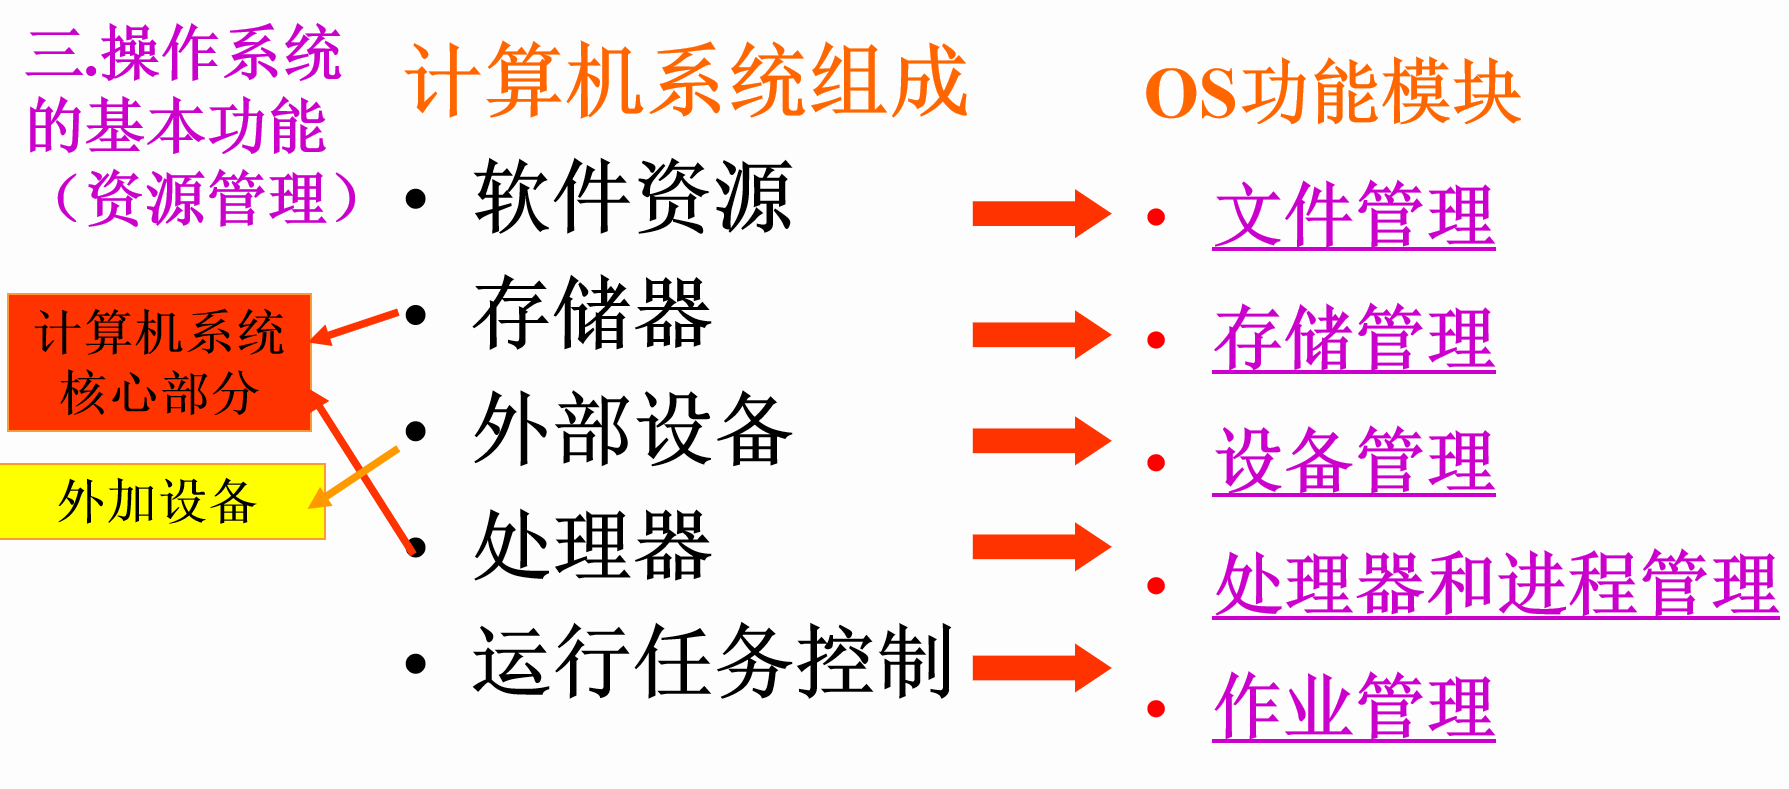 三.操作系统
的基本功能
（资源管理）
计算机系统
核心部分
外加设备
计算机系统组成
• 软件资源
• 存储器
• 外部设备
• 处理器
• 运行任务控制
OS功能模块
• 文件管理
• 存储管理
• 设备管理
• 处理器和进程管理
• 作业管理